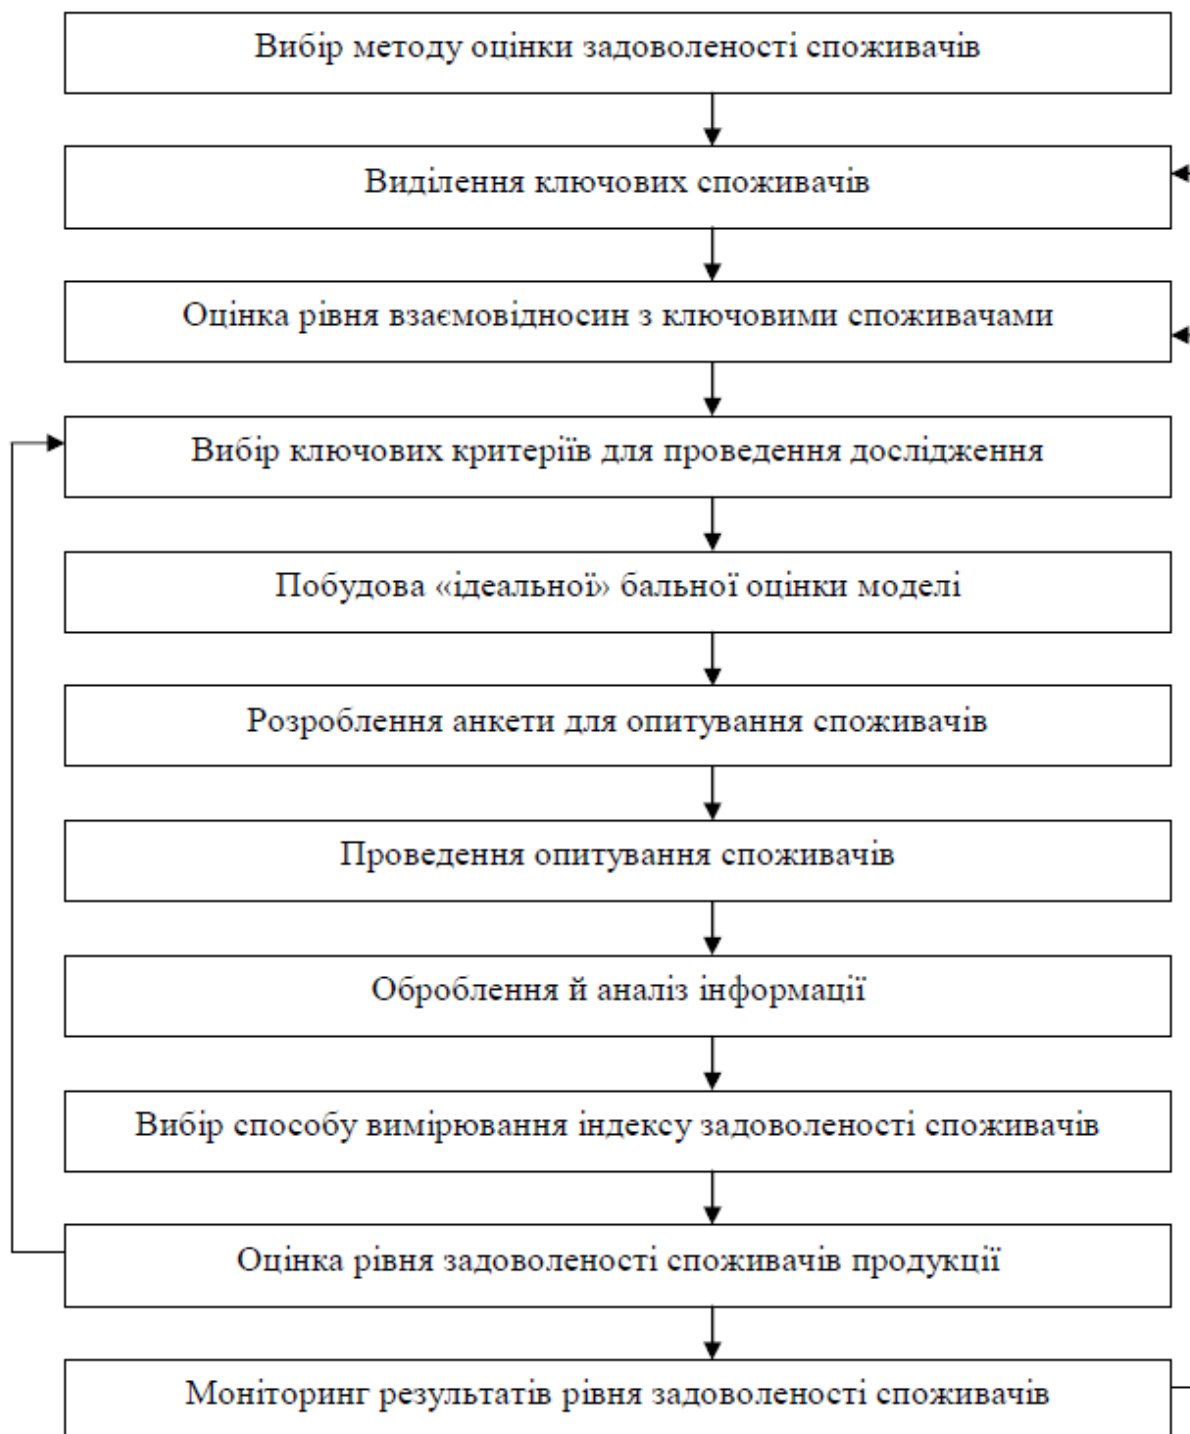 Вибір методу оцінки задоволеності споживачів
Виділення ключових споживачів
Оцінка рівня взаємовідносин з ключовими споживачами
Вибір ключових критеріїв для проведення дослідження
Побудова «ідеальної» бальної оцінки моделі
Розроблення анкети для опитування споживачів
Проведення опитування споживачів
Оброблення й аналіз інформації
Вибір способу вимірювання індексу задоволеності споживачів
Оцінка рівня задоволеності споживачів продукції
Моніторинг результатів рівня задоволеності споживачів